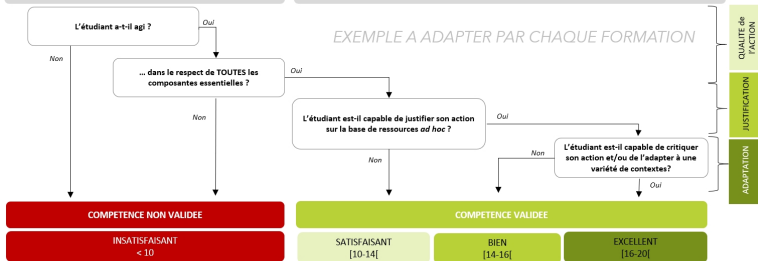 L'étudiant a-t-il agi ?
Oui
EXEMPLE A ADAPTER PAR CHAQUE FORMATION
QUALITE de
l'ACTION
Non
... dans le respect de TOUTES les
composantes essentielles ?
Oui
JUSTIFICATION
Non
L'étudiant est-il capable de justifier son action
sur la base de ressources ad hoc ?
Oui
Non
Non
L'étudiant est-il capable de critiquer
son action et/ou de l'adapter à une
variété de contextes?
ADAPTATION
Oui
COMPETENCE NON VALIDEE
COMPETENCE VALIDEE
INSATISFAISANT
< 10
SATISFAISANT
[10-14[
BIEN
[14-16[
EXCELLENT
[16-20[